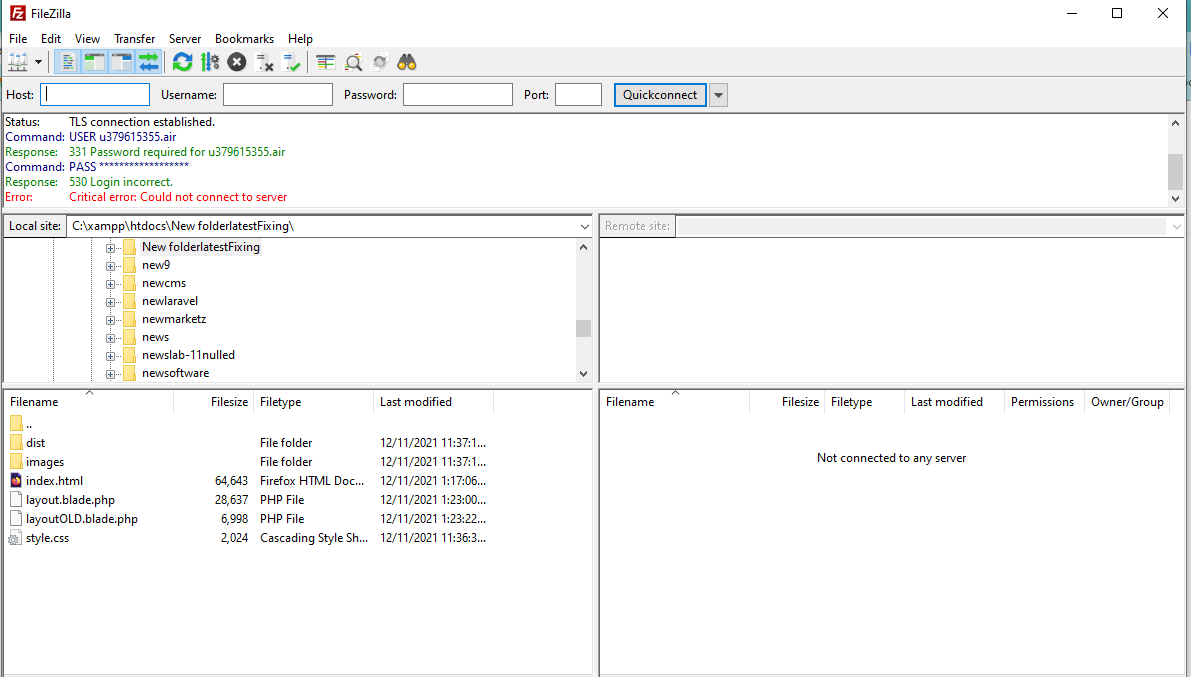 FileZilla
File Edit View Transfer Server Bookmarks Help
Host: Username: Password: Port: Quickconnect
Status: TLS connection established.
Command: USER u379615355.air
Response: 331 Password required for u379615355.air
Command: PASS ******************
Response: 530 Login incorrect.
Error: Critical error: Could not connect to server
Local site: C:\xampp\htdocs\New folderlatestFixing\
Remote site:
New folderlatestFixing
new9
newcms
newlaravel
newmarketz
news
newslab-11nulled
newsoftware
Filename Filesize Filetype Last modified
..
dist File folder 12/11/2021 11:37:1...
images File folder 12/11/2021 11:37:1...
index.html 64,643 Firefox HTML Doc... 12/11/2021 1:17:06...
layout.blade.php 28,637 PHP File 12/11/2021 1:23:00...
layoutOLD.blade.php 6,998 PHP File 12/11/2021 1:23:22...
style.css 2,024 Cascading Style Sh... 12/11/2021 11:36:3...
Filename Filesize Filetype Last modified Permissions Owner/Group
Not connected to any server